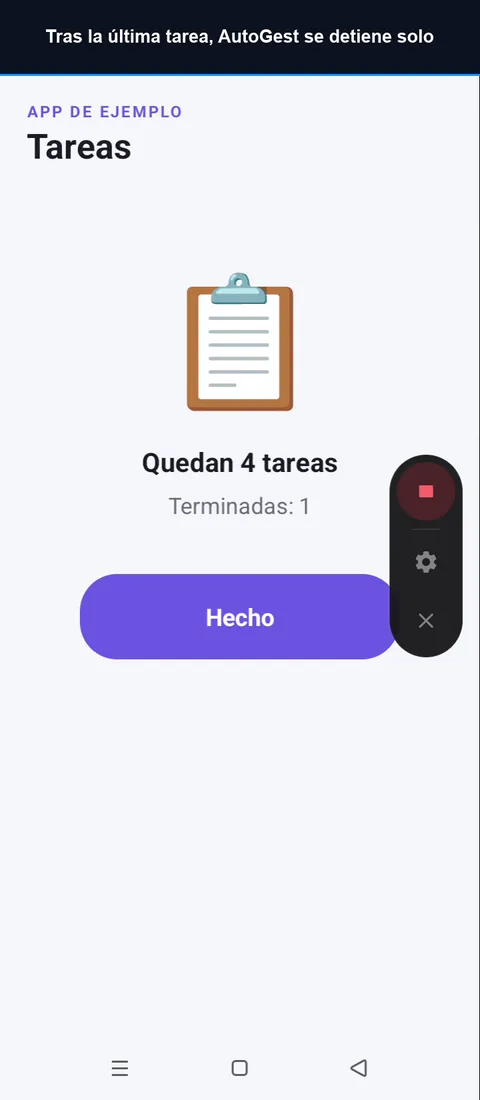 Tras la última tarea, AutoGest se detiene solo
APP DE EJEMPLO
Tareas
Quedan 4 tareas
Terminadas: 1
Hecho